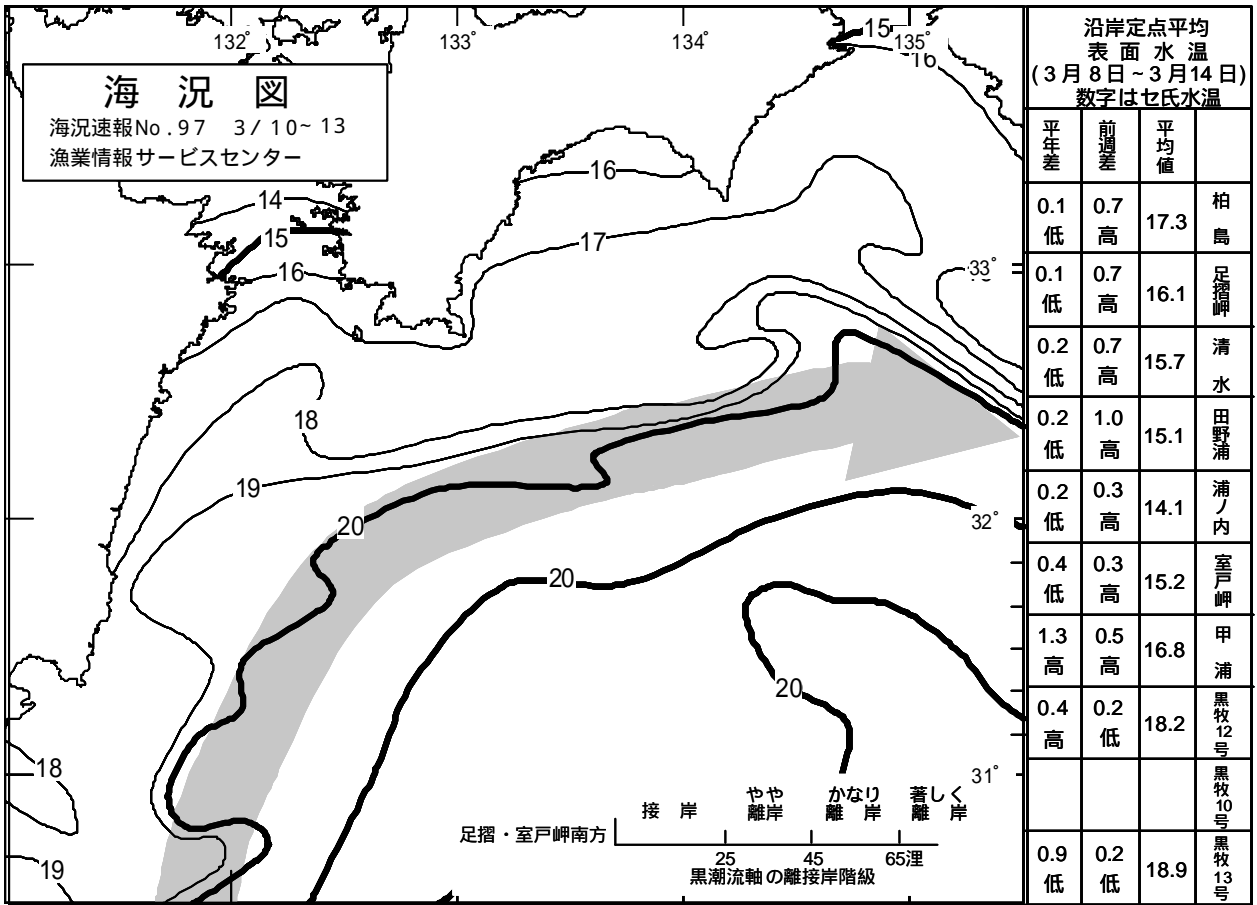 海 況 図
海況速報No.97 3/10~13
漁業情報サービスセンター
132°
133°
134°
135°
15
16
16
14
15
16
17
33°
18
19
20
32°
20
20
18
19
31°
接 岸
やや
離岸
かなり
離 岸
著しく
離 岸
足摺・室戸岬南方
25 45 65浬
黒潮流軸の離接岸階級
沿岸定点平均
表 面 水 温
(3月8日~3月14日)
数字はセ氏水温
平年差 前週差 平均値
0.1低 0.7高 17.3 柏島
0.1低 0.7高 16.1 足摺岬
0.2低 0.7高 15.7 清水
0.2低 1.0高 15.1 田野浦
0.2低 0.3高 14.1 浦ノ内
0.4低 0.3高 15.2 室戸岬
1.3高 0.5高 16.8 甲浦
0.4高 0.2低 18.2 黒牧12号
黒牧10号
0.9低 0.2低 18.9 黒牧13号